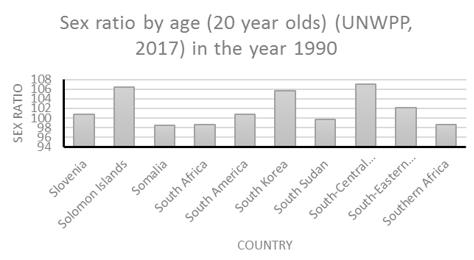 Sex ratio by age (20 year olds) (UNWPP,
2017) in the year 1990
SEX RATIO
108
106
104
102
100
98
96
94
Slovenia
Solomon Islands
Somalia
South Africa
South America
South Korea
South Sudan
South-Central...
South-Eastern...
Southern Africa
COUNTRY